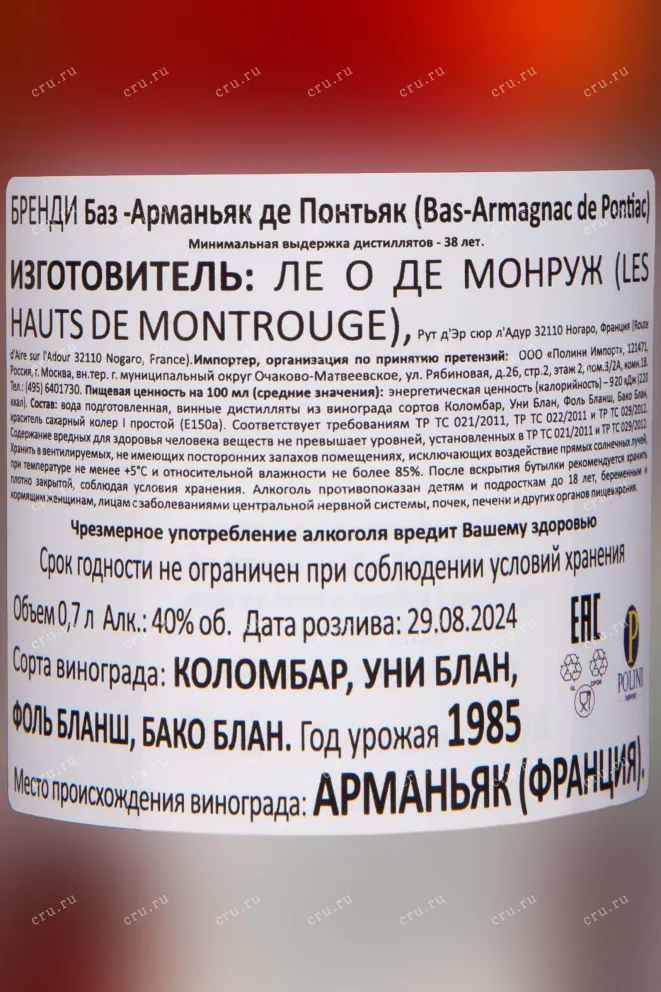 БРЕНДИ Баз -Арманьяк де Понтьяк (Bas-Armagnac de Pontiac)
Минимальная выдержка дистиллятов - 38 лет.
ИЗГОТОВИТЕЛЬ: ЛЕ О ДЕ МОНРУЖ (LES
HAUTS DE MONTROUGE), Рут д'Эр сюр л'Адур 32110 Ногаро, Франция (Route
d'Aire sur l'Adour 32110 Nogaro, France). Импортер, организация по принятию претензий: ООО «Полини Импорт», 121471,
Россия, г. Москва, вн.тер. г. муниципальный округ Очаково-Матвеевское, ул. Рябиновая, д.26, стр.2, этаж 2, пом.3/2А, комн.18.
Тел.: (495) 6401730. Пищевая ценность на 100 мл (средние значения): энергетическая ценность (калорийность) – 920 кДж (220
ккал). Состав: вода подготовленная, винные дистилляты из винограда сортов Коломбар, Уни Блан, Фоль Бланш, Бако Блан,
краситель сахарный колер I простой (Е150а). Соответствует требованиям ТР ТС 021/2011, ТР ТС 022/2011 и ТР ТС 029/2012.
Содержание вредных для здоровья человека веществ не превышает уровней, установленных в ТР ТС 021/2011 и ТР ТС 029/2012.
Хранить в вентилируемых, не имеющих посторонних запахов помещениях, исключающих воздействие прямых солнечных лучей,
при температуре не менее +5°С и относительной влажности не более 85%. После вскрытия бутылки рекомендуется хранить
плотно закрытой, соблюдая условия хранения. Алкоголь противопоказан детям и подросткам до 18 лет, беременным и
кормящим женщинам, лицам с заболеваниями центральной нервной системы, почек, печени и других органов пищеварения.
Чрезмерное употребление алкоголя вредит Вашему здоровью
Срок годности не ограничен при соблюдении условий хранения
Объем 0,7 л Алк.: 40% об. Дата розлива: 29.08.2024
EAC
Сорта винограда: КОЛОМБАР, УНИ БЛАН,
POLINI
IMPORT
ФОЛЬ БЛАНШ, БАКО БЛАН. Год урожая 1985
Место происхождения винограда: АРМАНЬЯК (ФРАНЦИЯ).
cru.ru